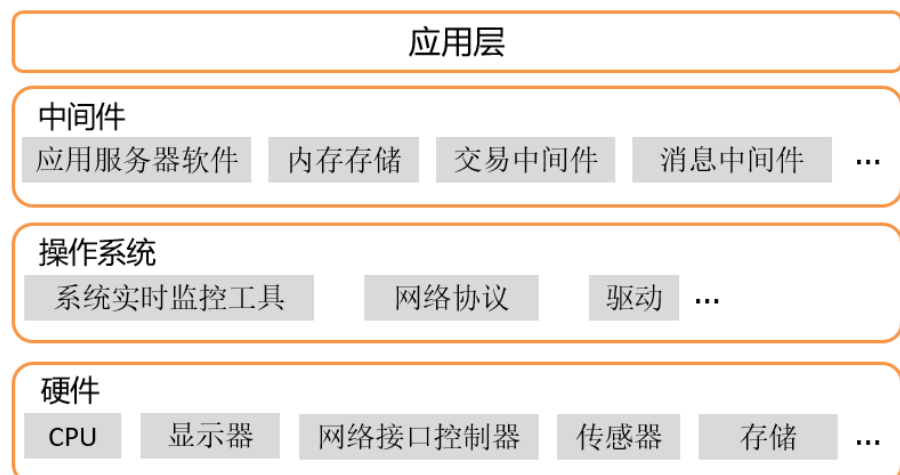 应用层
中间件
应用服务器软件 内存存储 交易中间件 消息中间件 ...
操作系统
系统实时监控工具 网络协议 驱动 ...
硬件
CPU 显示器 网络接口控制器 传感器 存储 ...